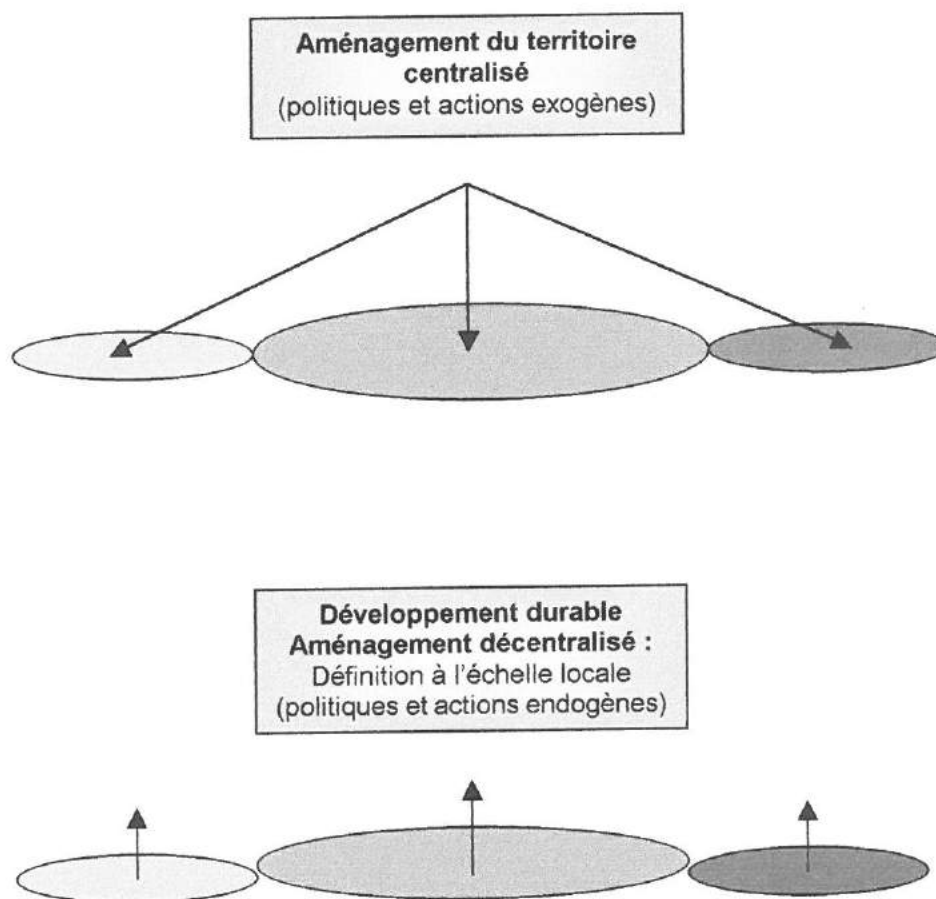 Aménagement du territoire
centralisé
(politiques et actions exogènes)
Développement durable
Aménagement décentralisé :
Définition à l'échelle locale
(politiques et actions endogènes)